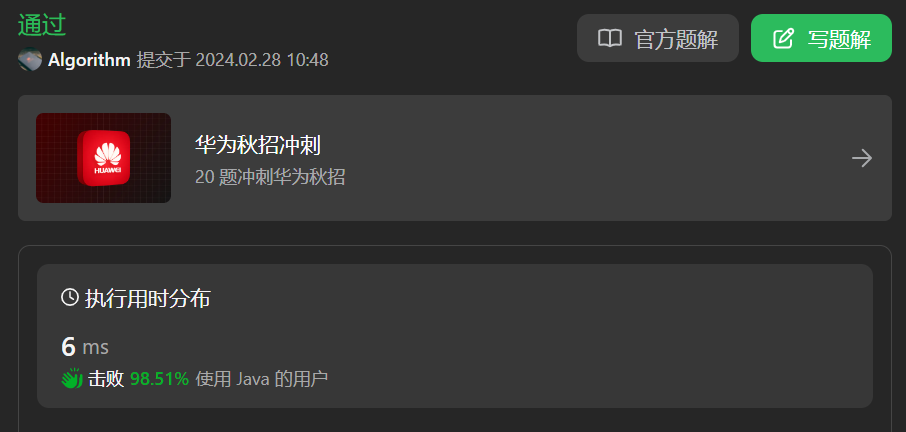 通过
Algorithm 提交于 2024.02.28 10:48
官方题解
写题解
HUAWEI
华为秋招冲刺
20 题冲刺华为秋招
执行用时分布
6 ms
击败 98.51% 使用 Java 的用户